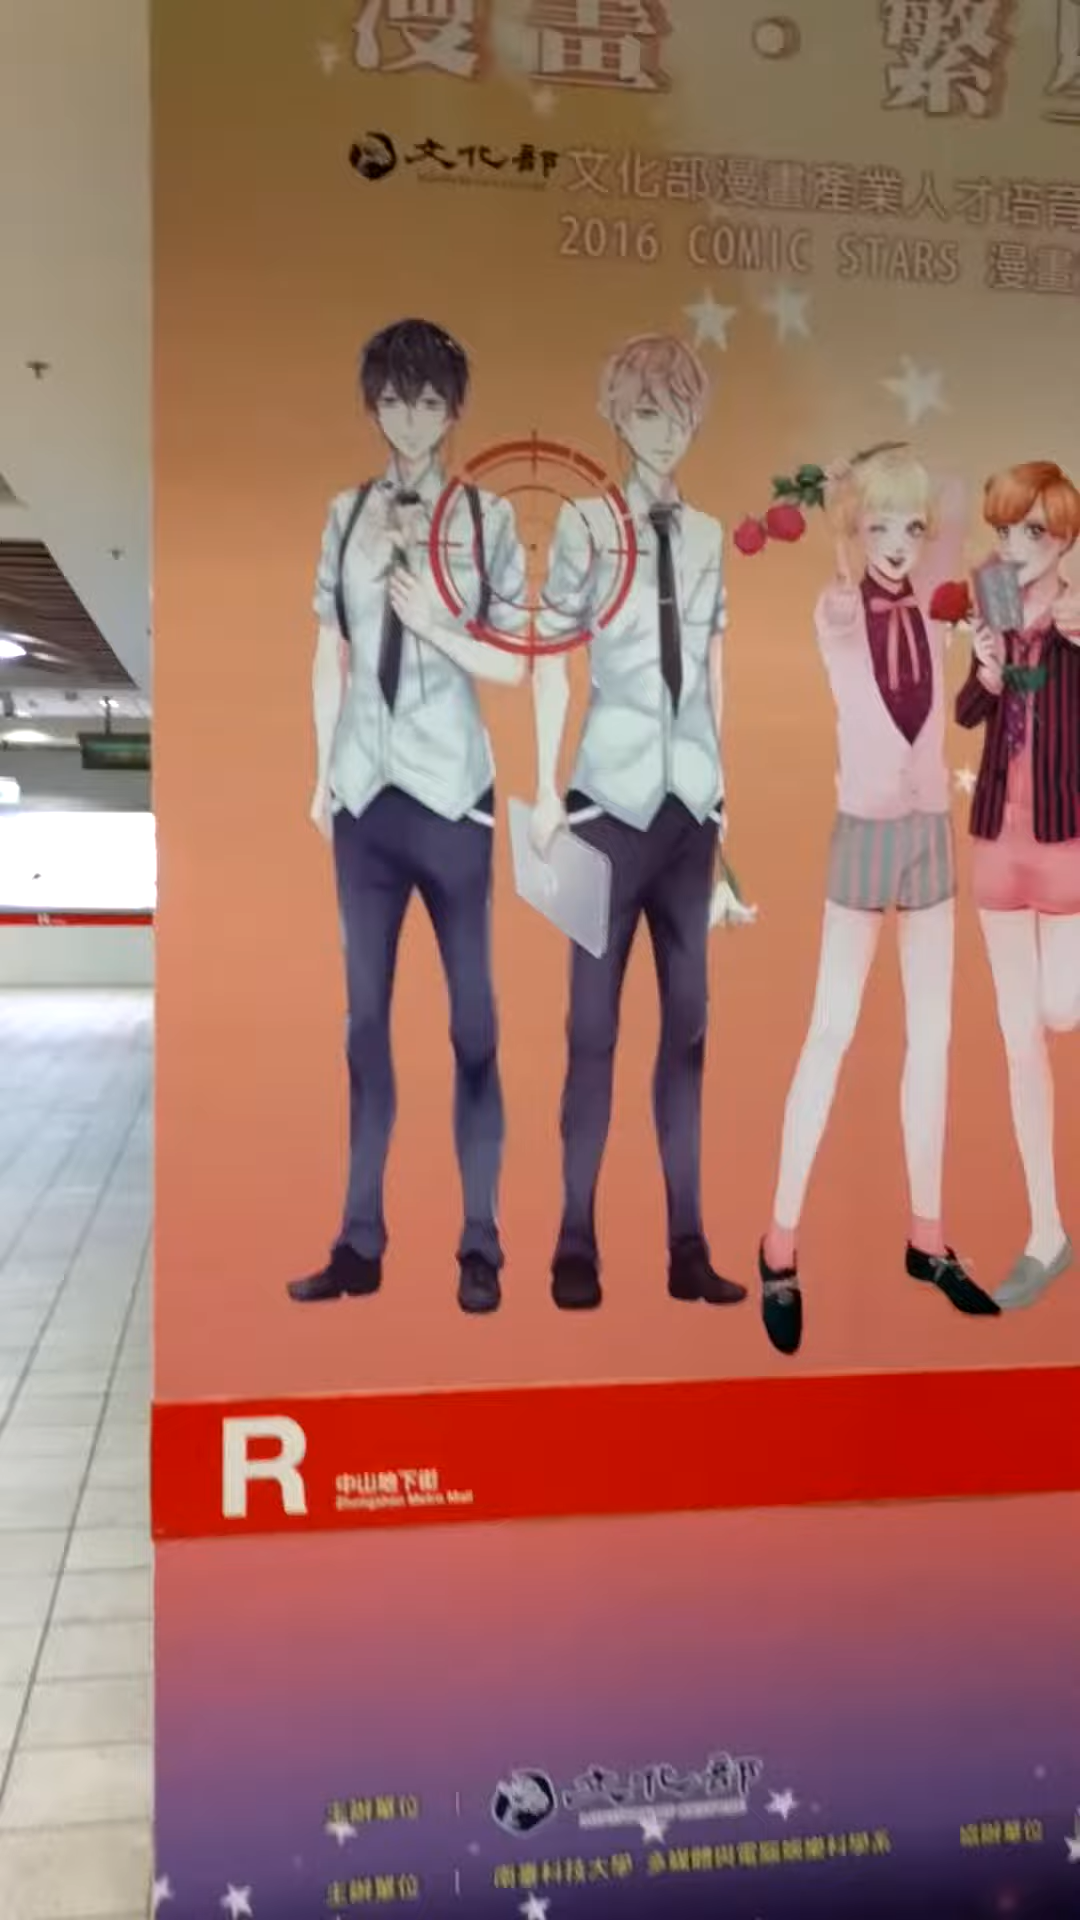 漫畫・繁
文化部 文化部漫畫產業人才培育
2016 COMIC STARS 漫畫
R 中山地下街
Zhongshan Metro Mall
主辦單位 | 文化部
主辦單位 | 南臺科技大學 多媒體與電腦娛樂科學系
協辦單位